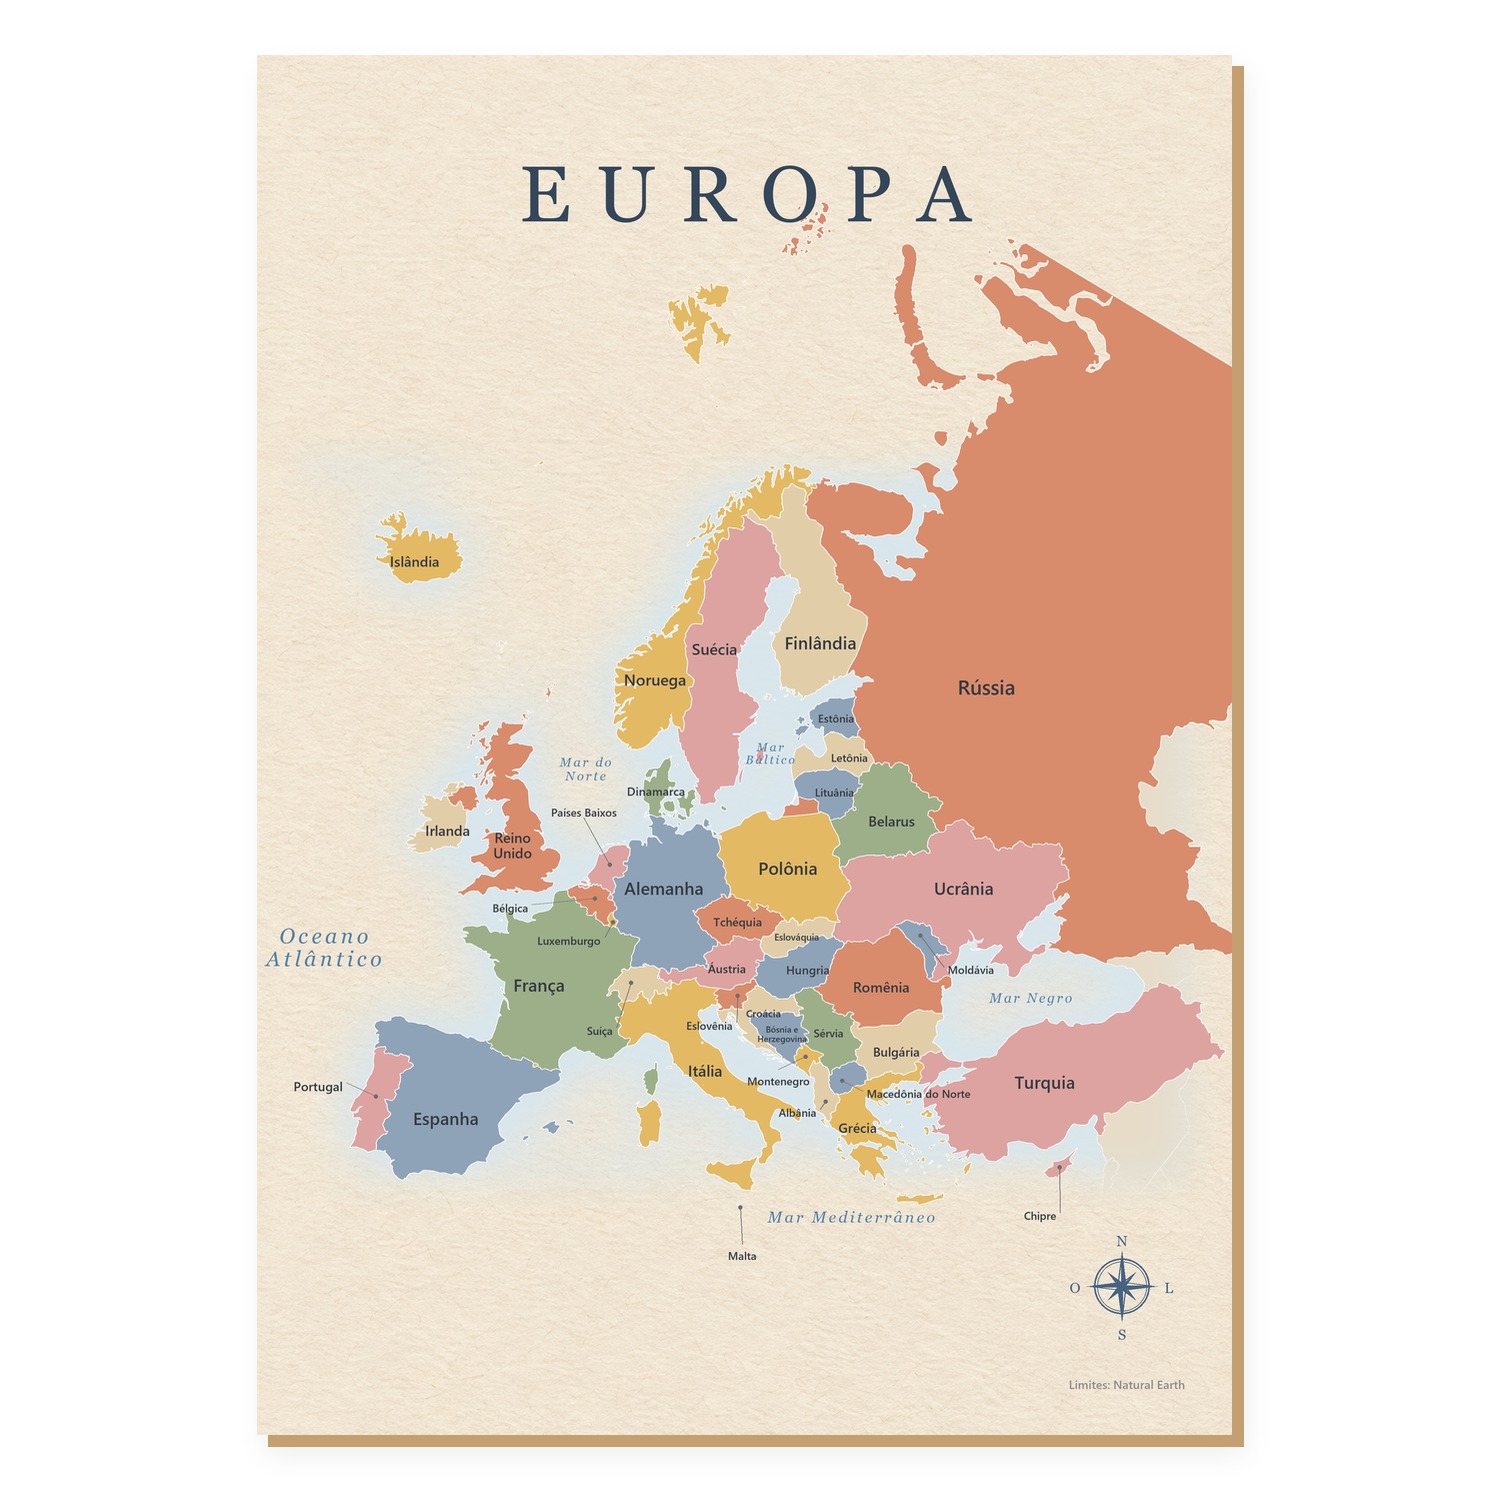 EUROPA
Islândia
Finlândia
Suécia
Noruega
Rússia
Estônia
Mar
Báltico
Letônia
Mar do
Norte
Dinamarca
Lituânia
Países Baixos
Belarus
Irlanda
Reino
Unido
Polônia
Alemanha
Ucrânia
Bélgica
Tchéquia
Eslováquia
Luxemburgo
Oceano
Atlântico
Áustria
Hungria
Moldávia
França
Romênia
Mar Negro
Croácia
Suíça
Eslovênia
Bósnia e
Herzegovina
Sérvia
Bulgária
Itália
Montenegro
Turquia
Portugal
Macedônia do Norte
Albânia
Espanha
Grécia
Mar Mediterrâneo
Chipre
Malta
N
O
L
S
Limites: Natural Earth